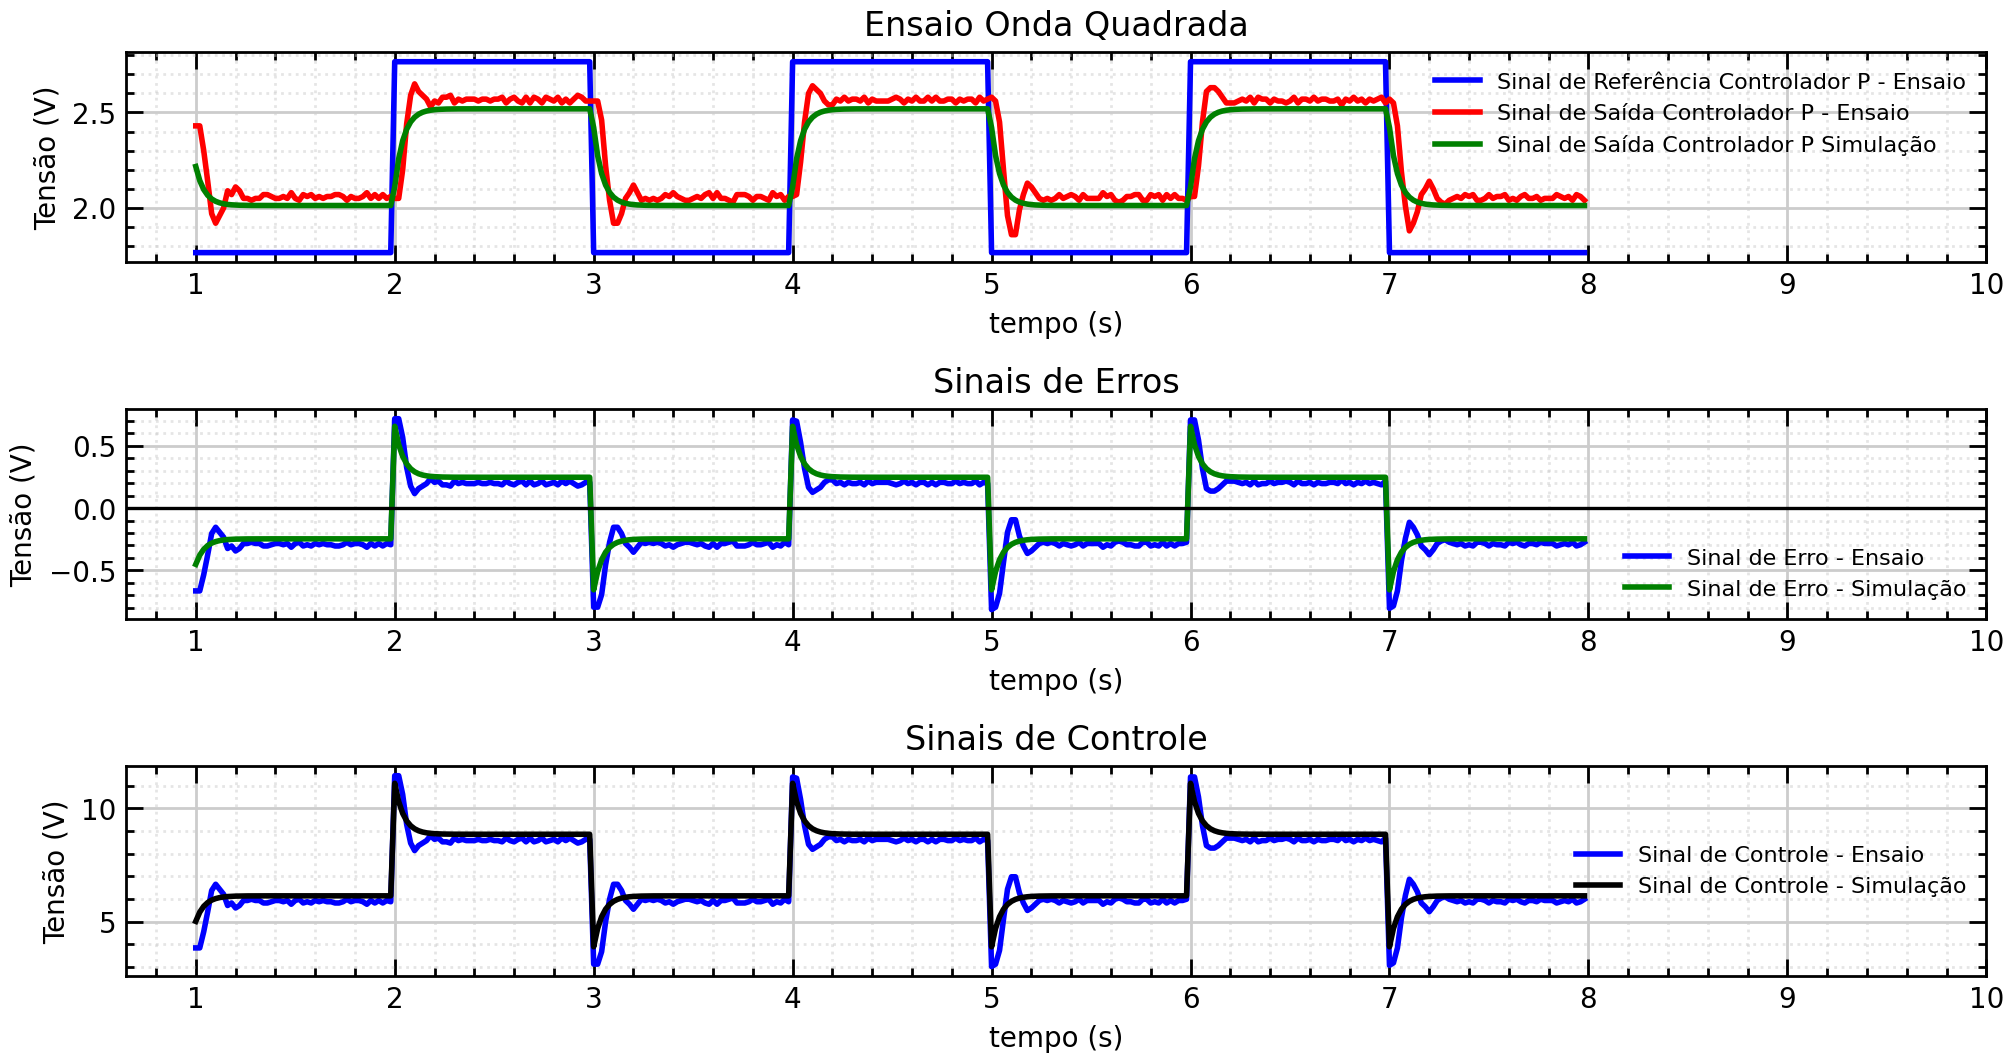 Ensaio Onda Quadrada
Tensão (V)
2.5
2.0
Sinal de Referência Controlador P - Ensaio
Sinal de Saída Controlador P - Ensaio
Sinal de Saída Controlador P Simulação
1 2 3 4 5 6 7 8 9 10
tempo (s)
Sinais de Erros
Tensão (V)
0.5
0.0
−0.5
Sinal de Erro - Ensaio
Sinal de Erro - Simulação
1 2 3 4 5 6 7 8 9 10
tempo (s)
Sinais de Controle
Tensão (V)
10
5
Sinal de Controle - Ensaio
Sinal de Controle - Simulação
1 2 3 4 5 6 7 8 9 10
tempo (s)